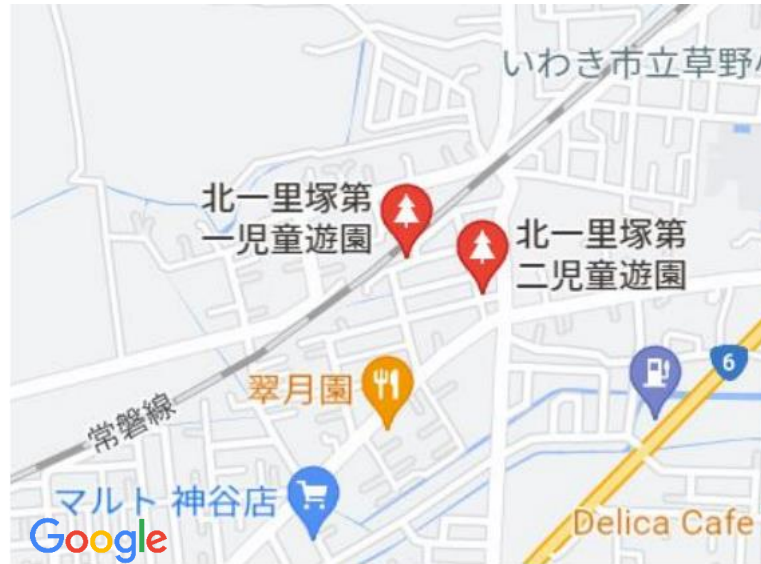 いわき市立草野小
北一里塚第
一児童遊園
北一里塚第
二児童遊園
翠月園
6
常磐線
マルト 神谷店
Google
Delica Cafe